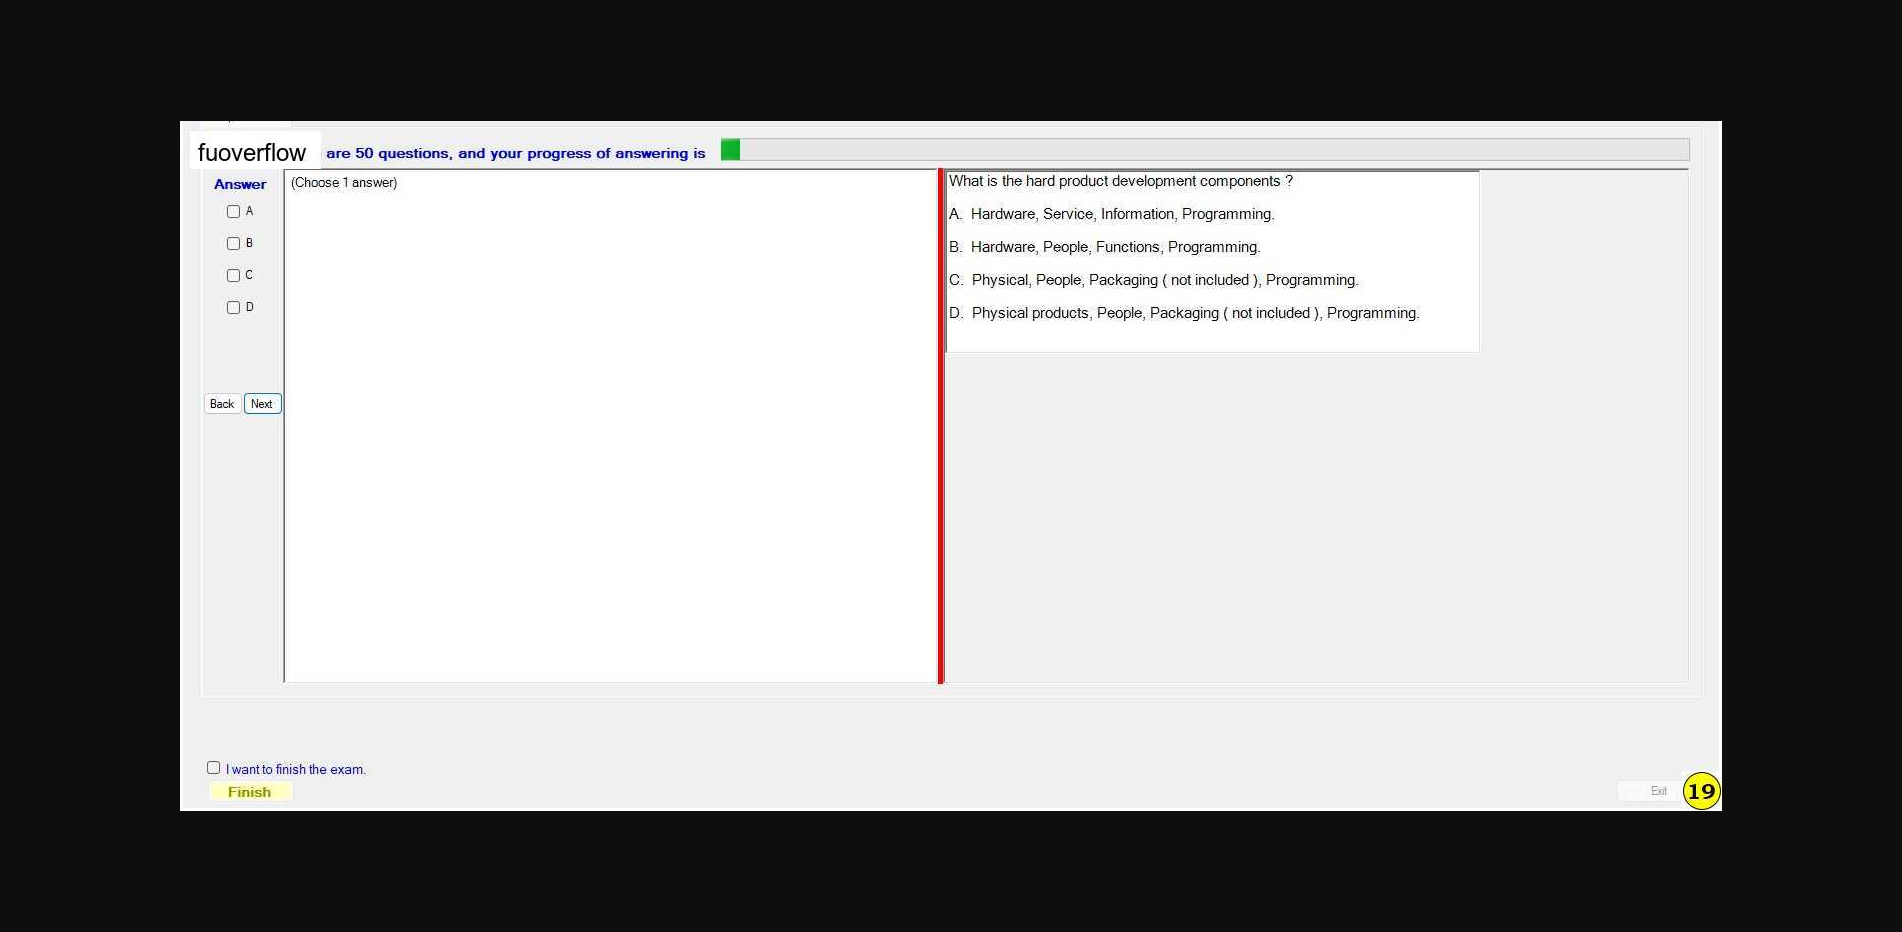 fuoverflow are 50 questions, and your progress of answering is
Answer
(Choose 1 answer)
A
B
C
D
Back Next
What is the hard product development components ?
A. Hardware, Service, Information, Programming.
B. Hardware, People, Functions, Programming.
C. Physical, People, Packaging ( not included ), Programming.
D. Physical products, People, Packaging ( not included ), Programming.
I want to finish the exam.
Finish
Exit
19